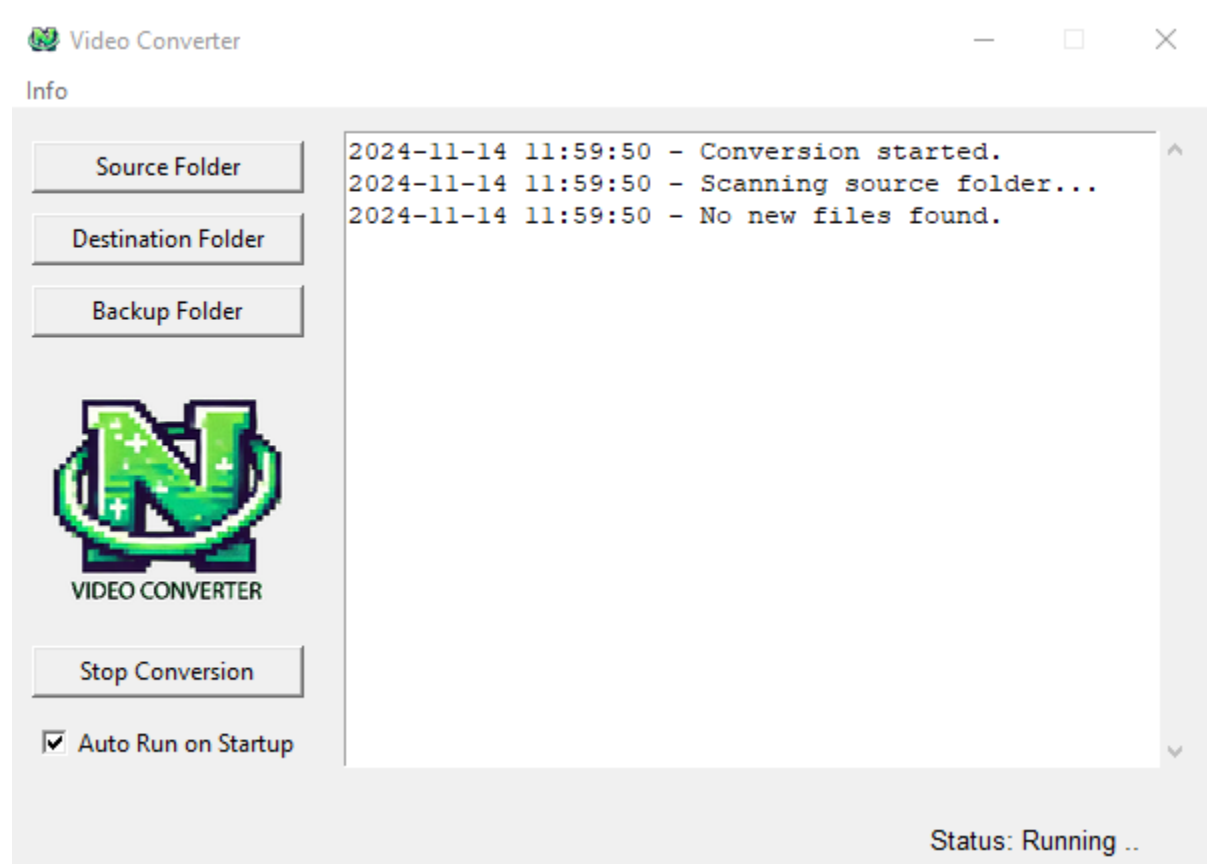 Video Converter
Info
Source Folder
Destination Folder
Backup Folder
VIDEO CONVERTER
Stop Conversion
Auto Run on Startup
2024-11-14 11:59:50 - Conversion started.
2024-11-14 11:59:50 - Scanning source folder...
2024-11-14 11:59:50 - No new files found.
Status: Running ..